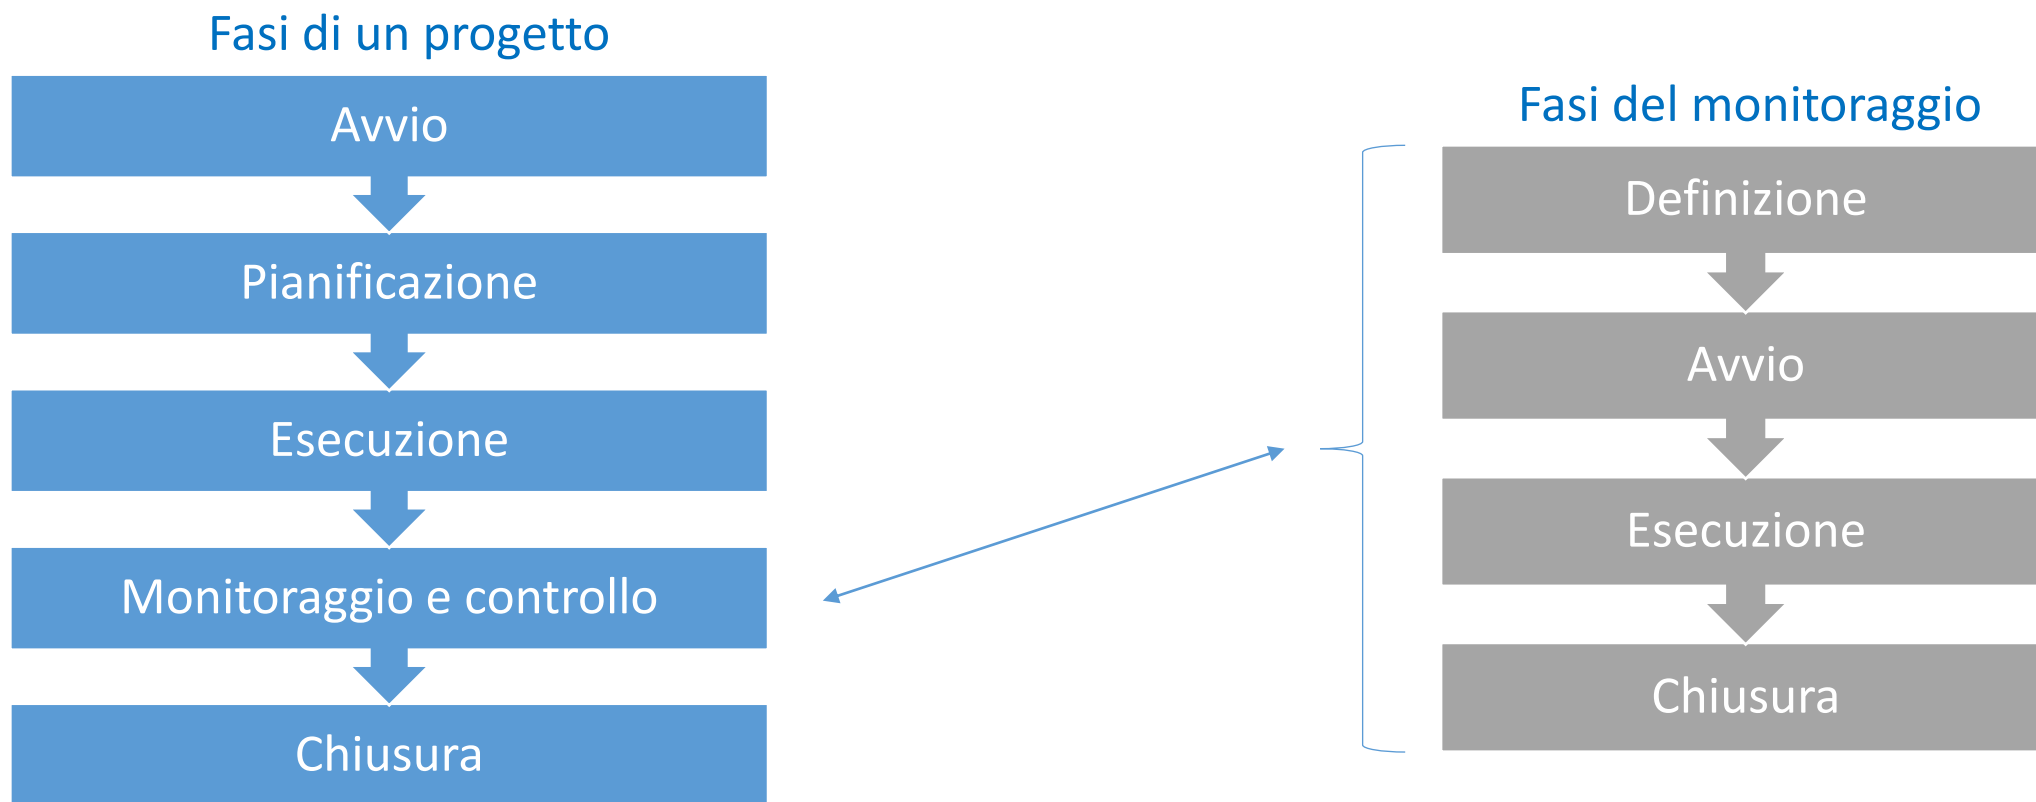 Fasi di un progetto
Avvio
Pianificazione
Esecuzione
Monitoraggio e controllo
Chiusura
Fasi del monitoraggio
Definizione
Avvio
Esecuzione
Chiusura